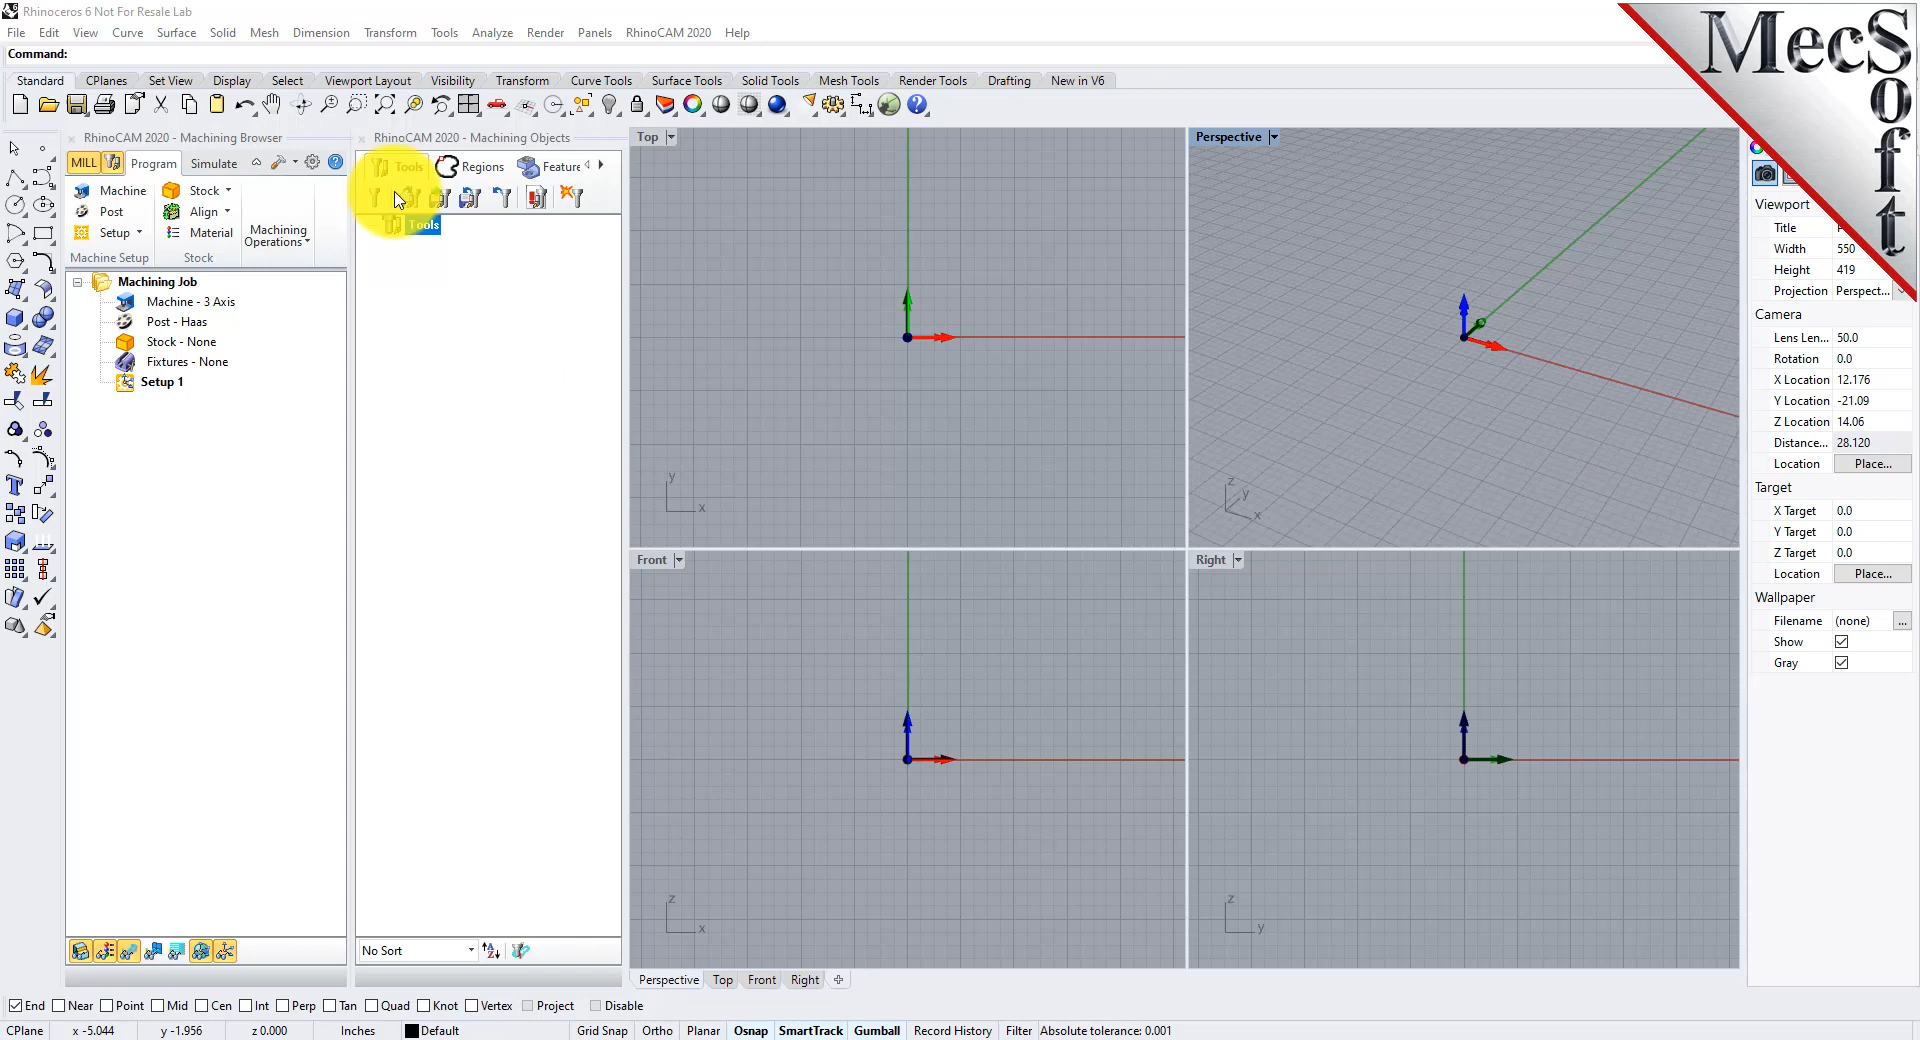 Rhinoceros 6 Not For Resale Lab
File Edit View Curve Surface Solid Mesh Dimension Transform Tools Analyze Render Panels RhinoCAM 2020 Help
Command:
Standard CPlanes Set View Display Select Viewport Layout Visibility Transform Curve Tools Surface Tools Solid Tools Mesh Tools Render Tools Drafting New in V6
RhinoCAM 2020 - Machining Browser
MILL Program Simulate
Machine Stock
Post Align
Setup Material
Machining Operations
Machine Setup Stock
Machining Job
Machine - 3 Axis
Post - Haas
Stock - None
Fixtures - None
Setup 1
RhinoCAM 2020 - Machining Objects
Tools Regions Feature
Tools
No Sort
Top
y
x
Perspective
z
y
x
Front
z
x
Right
z
y
Perspective Top Front Right
MecSoft
Viewport
Title P
Width 550
Height 419
Projection Perspect...
Camera
Lens Len... 50.0
Rotation 0.0
X Location 12.176
Y Location -21.09
Z Location 14.06
Distance... 28.120
Location Place...
Target
X Target 0.0
Y Target 0.0
Z Target 0.0
Location Place...
Wallpaper
Filename (none) ...
Show
Gray
End Near Point Mid Cen Int Perp Tan Quad Knot Vertex Project Disable
CPlane x -5.044 y -1.956 z 0.000 Inches Default Grid Snap Ortho Planar Osnap SmartTrack Gumball Record History Filter Absolute tolerance: 0.001